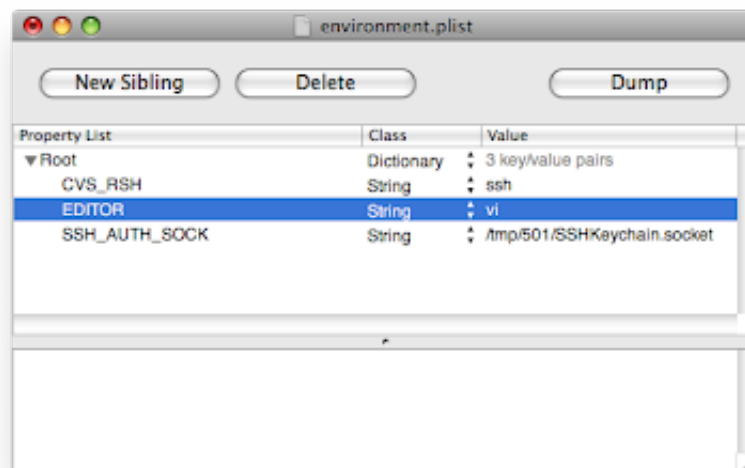 environment.plist
New Sibling Delete Dump
Property List Class Value
Root Dictionary 3 key/value pairs
CVS_RSH String ssh
EDITOR String vi
SSH_AUTH_SOCK String /tmp/501/SSHKeychain.socket